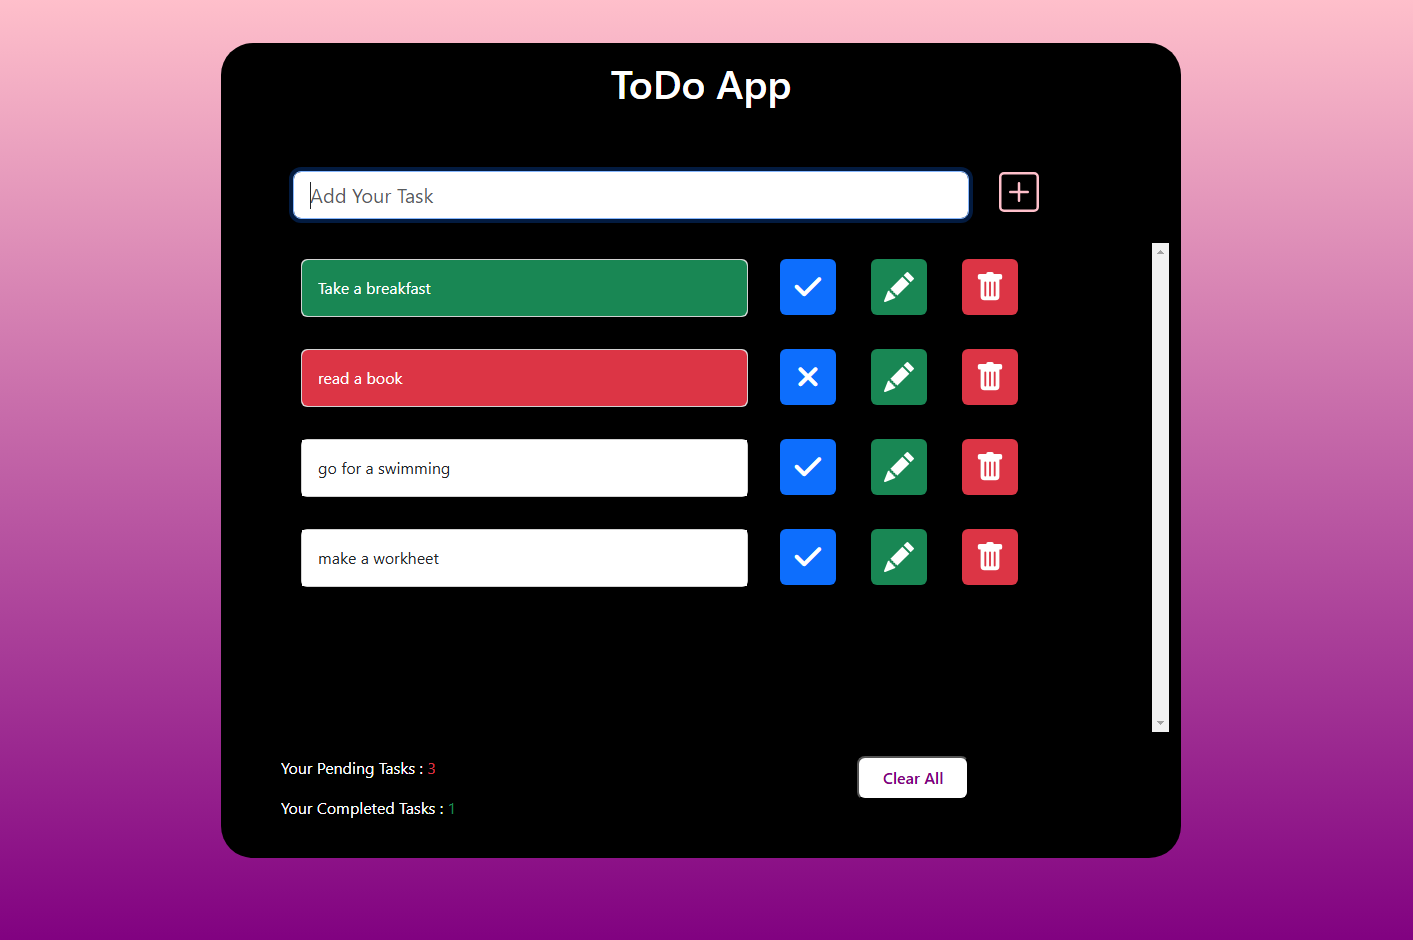 ToDo App
Add Your Task
Take a breakfast
read a book
go for a swimming
make a workheet
Your Pending Tasks : 3
Clear All
Your Completed Tasks : 1